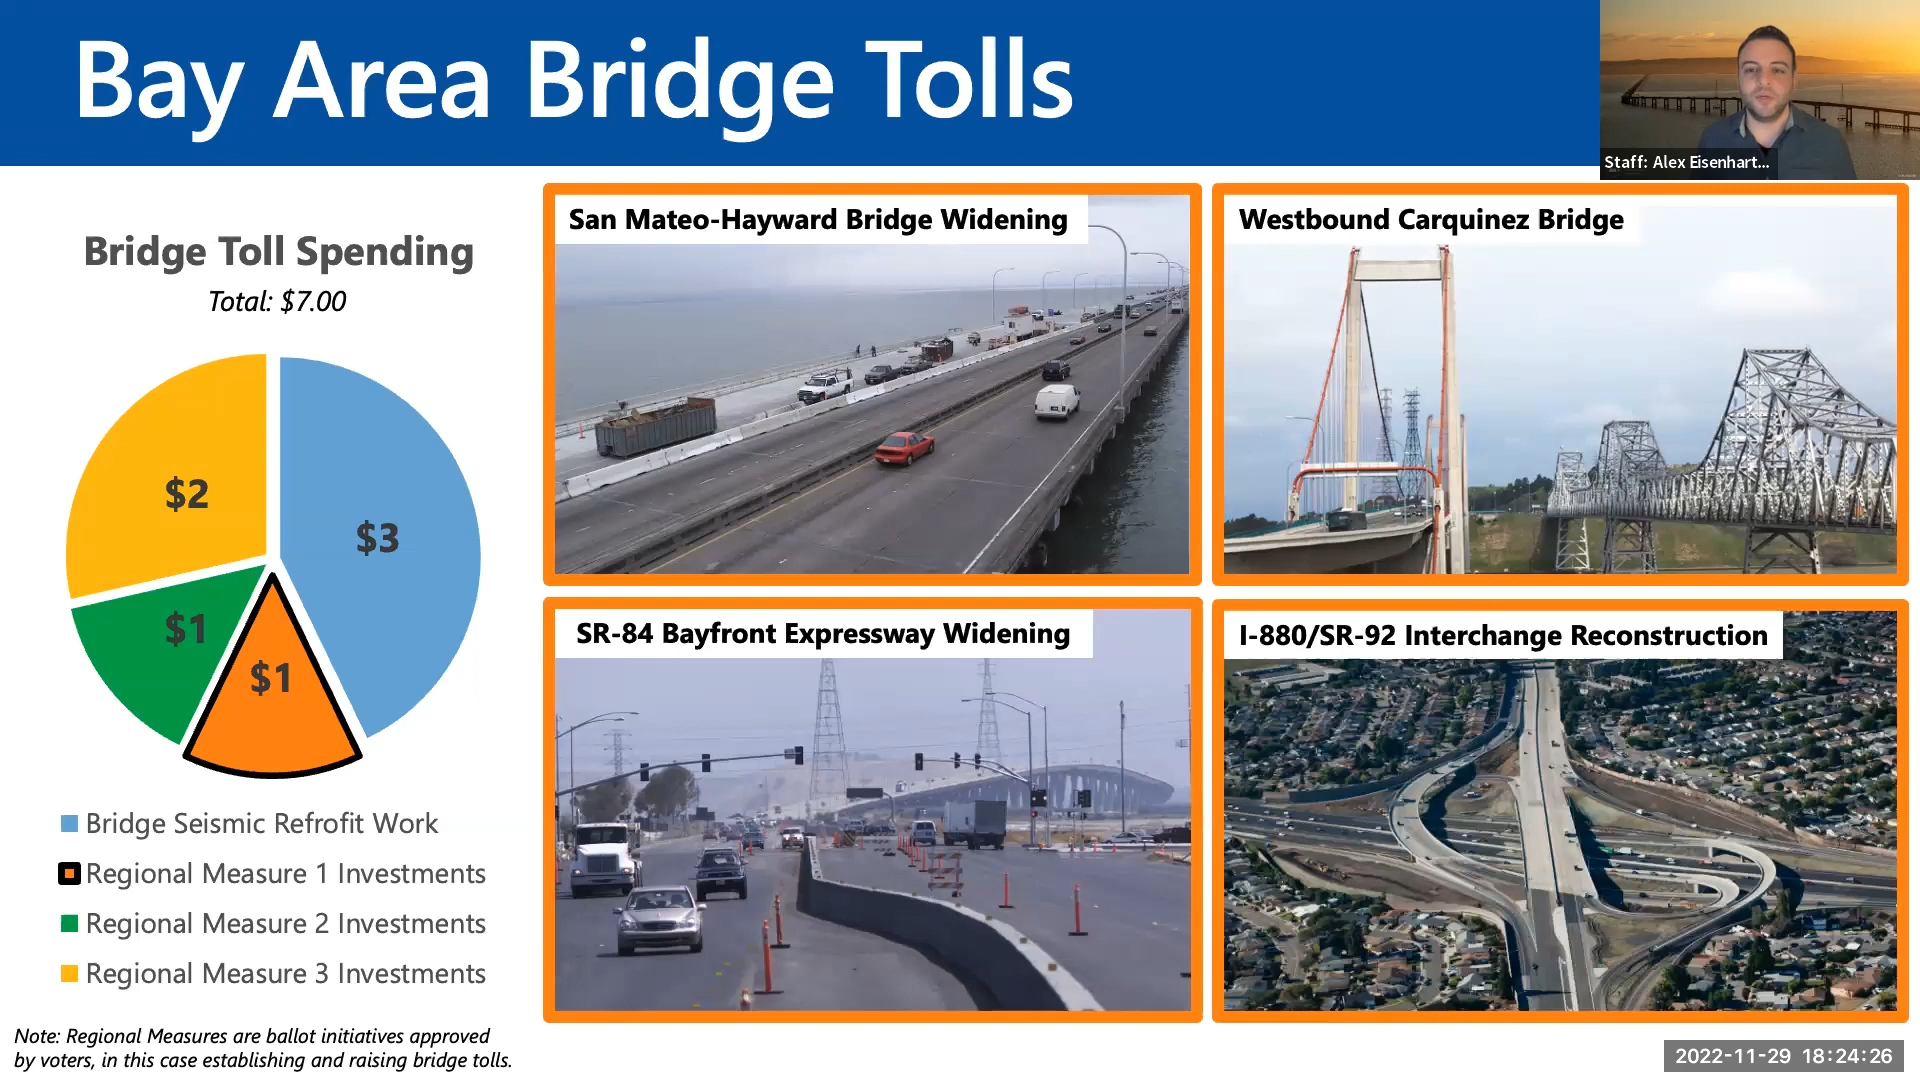 Bay Area Bridge Tolls
Staff: Alex Eisenhart...
Bridge Toll Spending
Total: $7.00
$2
$3
$1
$1
Bridge Seismic Refrofit Work
Regional Measure 1 Investments
Regional Measure 2 Investments
Regional Measure 3 Investments
Note: Regional Measures are ballot initiatives approved
by voters, in this case establishing and raising bridge tolls.
San Mateo-Hayward Bridge Widening
Westbound Carquinez Bridge
SR-84 Bayfront Expressway Widening
I-880/SR-92 Interchange Reconstruction
2022-11-29 18:24:26